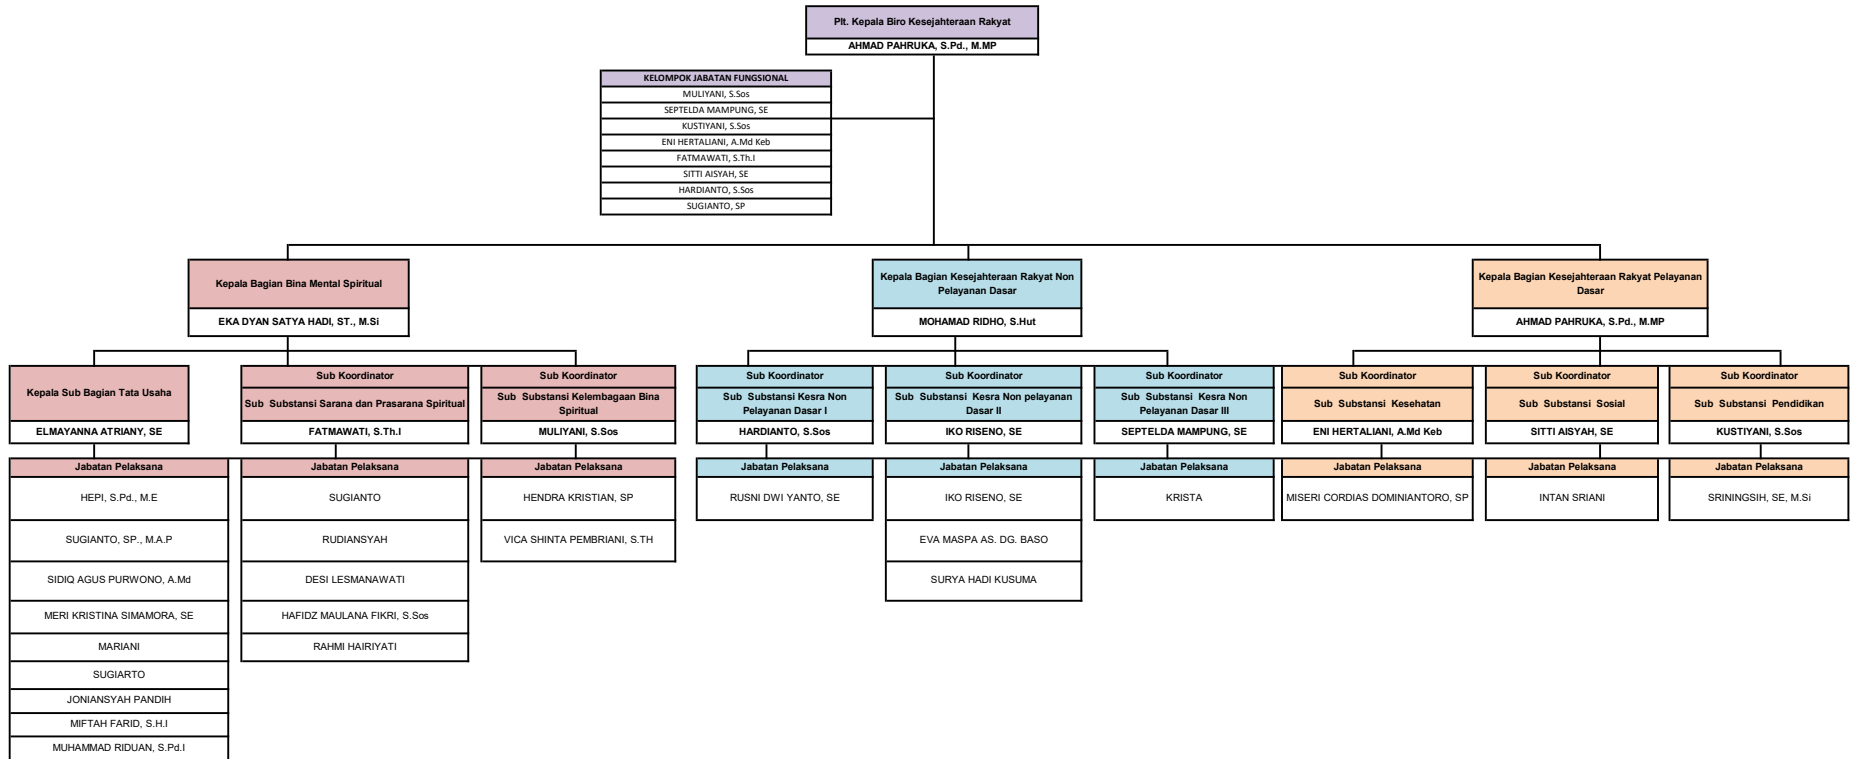 Plt. Kepala Biro Kesejahteraan Rakyat
AHMAD PAHRUKA, S.Pd., M.MP
KELOMPOK JABATAN FUNGSIONAL
MULIYANI, S.Sos
SEPTELDA MAMPUNG, SE
KUSTIYANI, S.Sos
ENI HERTALIANI, A.Md Keb
FATMAWATI, S.Th.I
SITTI AISYAH, SE
HARDIANTO, S.Sos
SUGIANTO, SP
Kepala Bagian Bina Mental Spiritual
EKA DYAN SATYA HADI, ST., M.Si
Kepala Bagian Kesejahteraan Rakyat Non
Pelayanan Dasar
MOHAMAD RIDHO, S.Hut
Kepala Bagian Kesejahteraan Rakyat Pelayanan
Dasar
AHMAD PAHRUKA, S.Pd., M.MP
Kepala Sub Bagian Tata Usaha
ELMAYANNA ATRIANY, SE
Jabatan Pelaksana
HEPI, S.Pd., M.E
SUGIANTO, SP., M.A.P
SIDIQ AGUS PURWONO, A.Md
MERI KRISTINA SIMAMORA, SE
MARIANI
SUGIARTO
JONIANSYAH PANDIH
MIFTAH FARID, S.H.I
MUHAMMAD RIDUAN, S.Pd.I
Sub Koordinator
Sub Substansi Sarana dan Prasarana Spiritual
FATMAWATI, S.Th.I
Jabatan Pelaksana
SUGIANTO
RUDIANSYAH
DESI LESMANAWATI
HAFIDZ MAULANA FIKRI, S.Sos
RAHMI HAIRIYATI
Sub Koordinator
Sub Substansi Kelembagaan Bina
Spiritual
MULIYANI, S.Sos
Jabatan Pelaksana
HENDRA KRISTIAN, SP
VICA SHINTA PEMBRIANI, S.TH
Sub Koordinator
Sub Substansi Kesra Non
Pelayanan Dasar I
HARDIANTO, S.Sos
Jabatan Pelaksana
RUSNI DWI YANTO, SE
Sub Koordinator
Sub Substansi Kesra Non pelayanan
Dasar II
IKO RISENO, SE
Jabatan Pelaksana
IKO RISENO, SE
EVA MASPA AS. DG. BASO
SURYA HADI KUSUMA
Sub Koordinator
Sub Substansi Kesra Non
Pelayanan Dasar III
SEPTELDA MAMPUNG, SE
Jabatan Pelaksana
KRISTA
Sub Koordinator
Sub Substansi Kesehatan
ENI HERTALIANI, A.Md Keb
Jabatan Pelaksana
MISERI CORDIAS DOMINIANTORO, SP
Sub Koordinator
Sub Substansi Sosial
SITTI AISYAH, SE
Jabatan Pelaksana
INTAN SRIANI
Sub Koordinator
Sub Substansi Pendidikan
KUSTIYANI, S.Sos
Jabatan Pelaksana
SRININGSIH, SE, M.Si